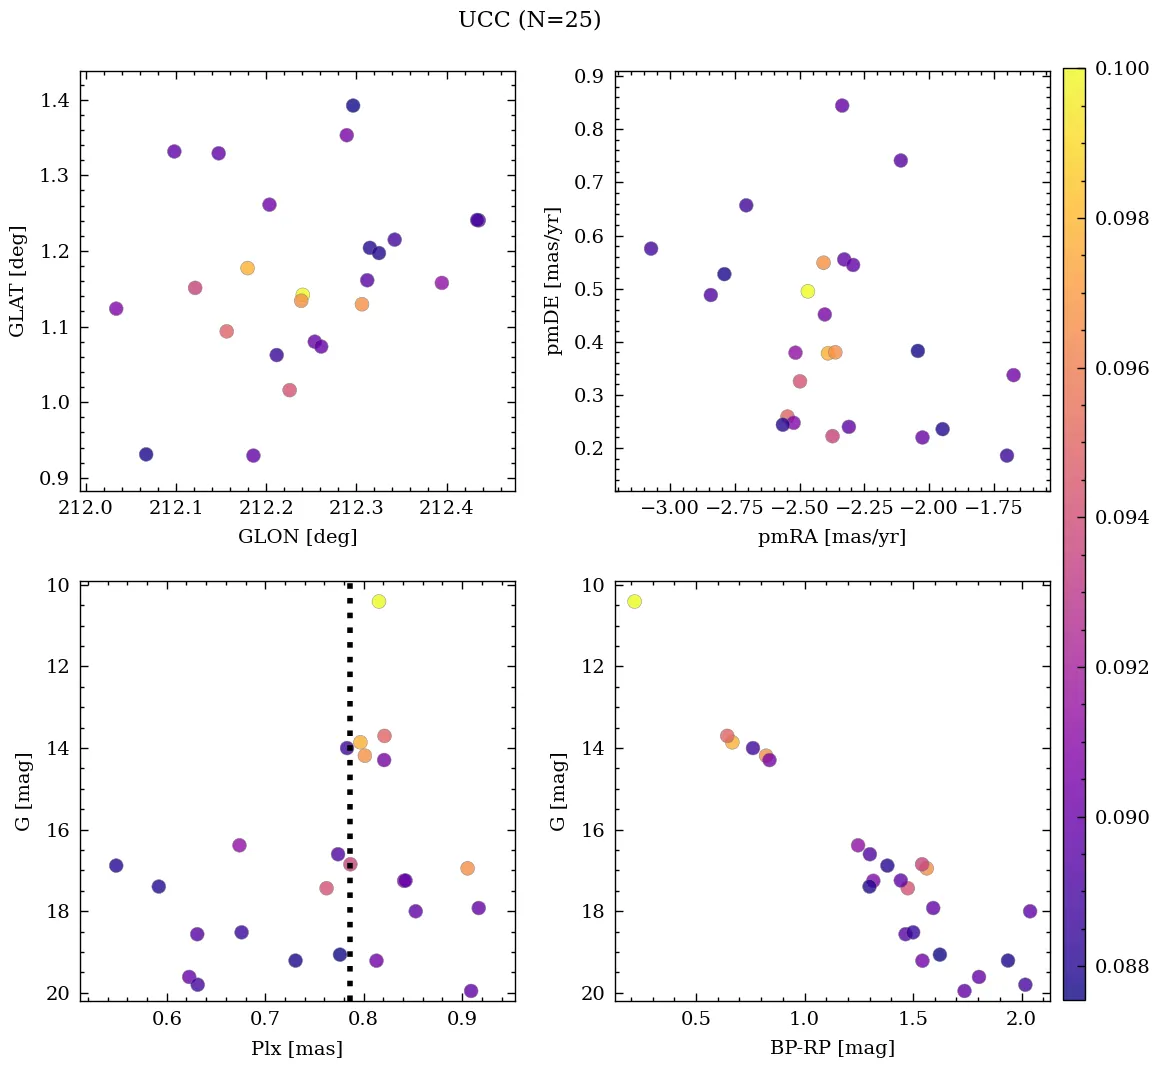 UCC (N=25)
1.4
1.3
1.2
1.1
1.0
0.9
GLAT [deg]
212.0 212.1 212.2 212.3 212.4
GLON [deg]
0.9
0.8
0.7
0.6
0.5
0.4
0.3
0.2
pmDE [mas/yr]
−3.00 −2.75 −2.50 −2.25 −2.00 −1.75
pmRA [mas/yr]
0.100
0.098
0.096
0.094
0.092
0.090
0.088
10
12
14
16
18
20
G [mag]
0.6 0.7 0.8 0.9
Plx [mas]
10
12
14
16
18
20
G [mag]
0.5 1.0 1.5 2.0
BP-RP [mag]